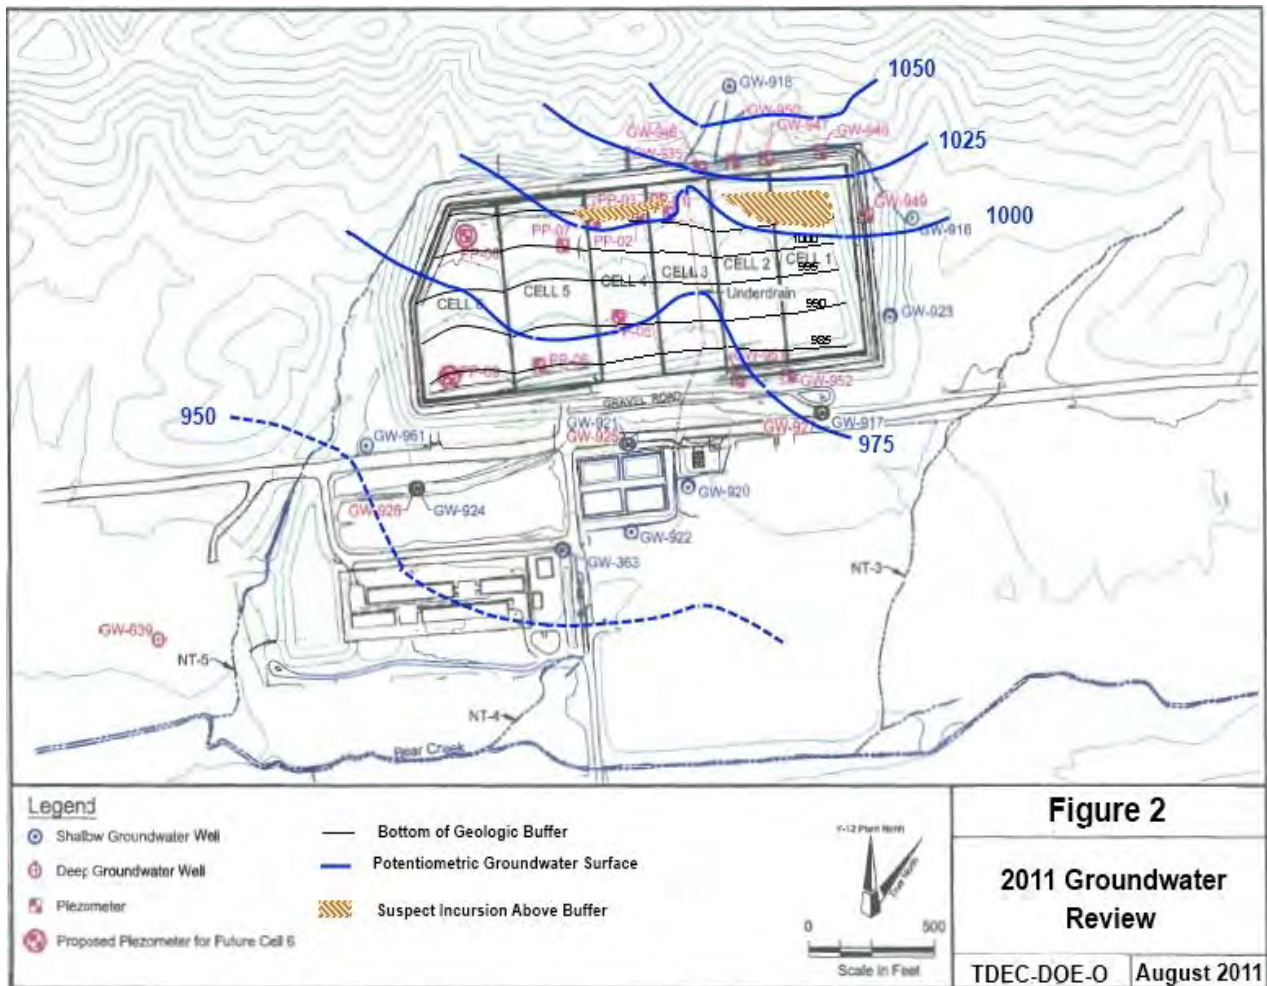 1050
GW-918
GW-950
GW-947
GW-946
1025
GW-949
1000
GW-916
PP-03
PP-07
PP-02
1000
CELL 1
CELL 2
CELL 3
CELL 4
CELL 5
995
Underdrain
990
GW-923
985
PP-06
GW-952
GRAVEL ROAD
950
GW-921
GW-917
GW-961
GW-925
975
GW-920
GW-926
GW-924
GW-922
GW-363
NT-3
GW-639
NT-5
NT-4
Bear Creek
Legend
Shallow Groundwater Well
Deep Groundwater Well
Piezometer
Proposed Piezometer for Future Cell 6
Bottom of Geologic Buffer
Potentiometric Groundwater Surface
Suspect Incursion Above Buffer
Y-12 Plant North
True North
0 500
Scale in Feet
Figure 2
2011 Groundwater
Review
TDEC-DOE-O
August 2011